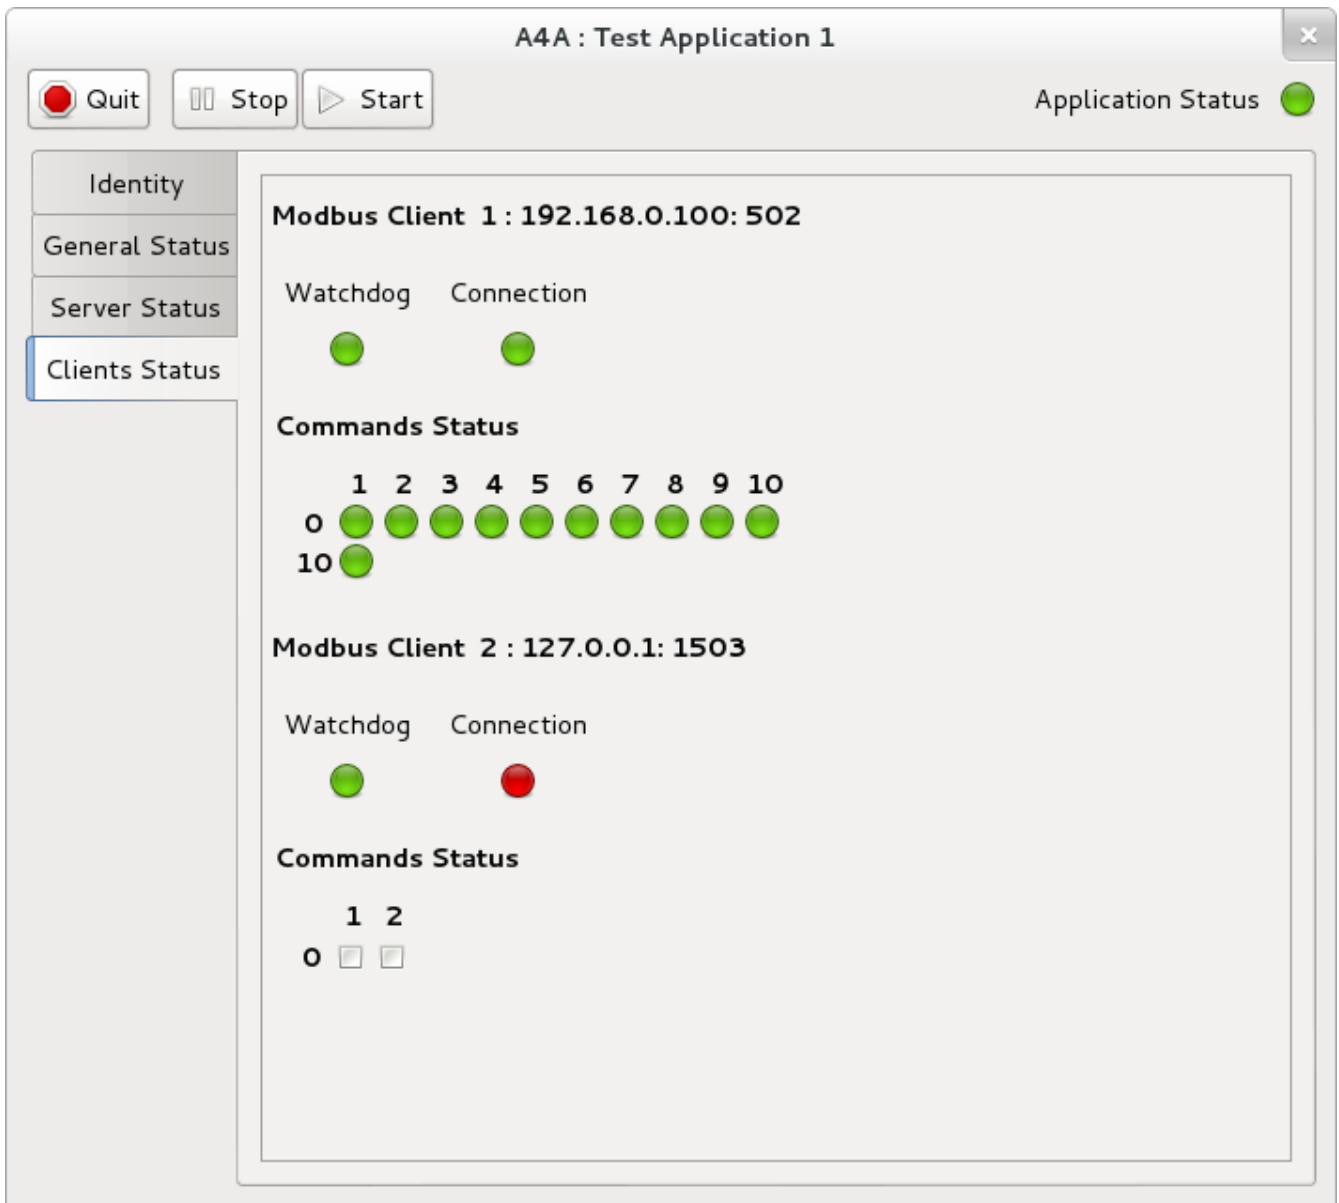 A4A : Test Application 1
Quit Stop Start Application Status
Identity
General Status
Server Status
Clients Status
Modbus Client 1 : 192.168.0.100: 502
Watchdog Connection
Commands Status
1 2 3 4 5 6 7 8 9 10
0
10
Modbus Client 2 : 127.0.0.1: 1503
Watchdog Connection
Commands Status
1 2
0